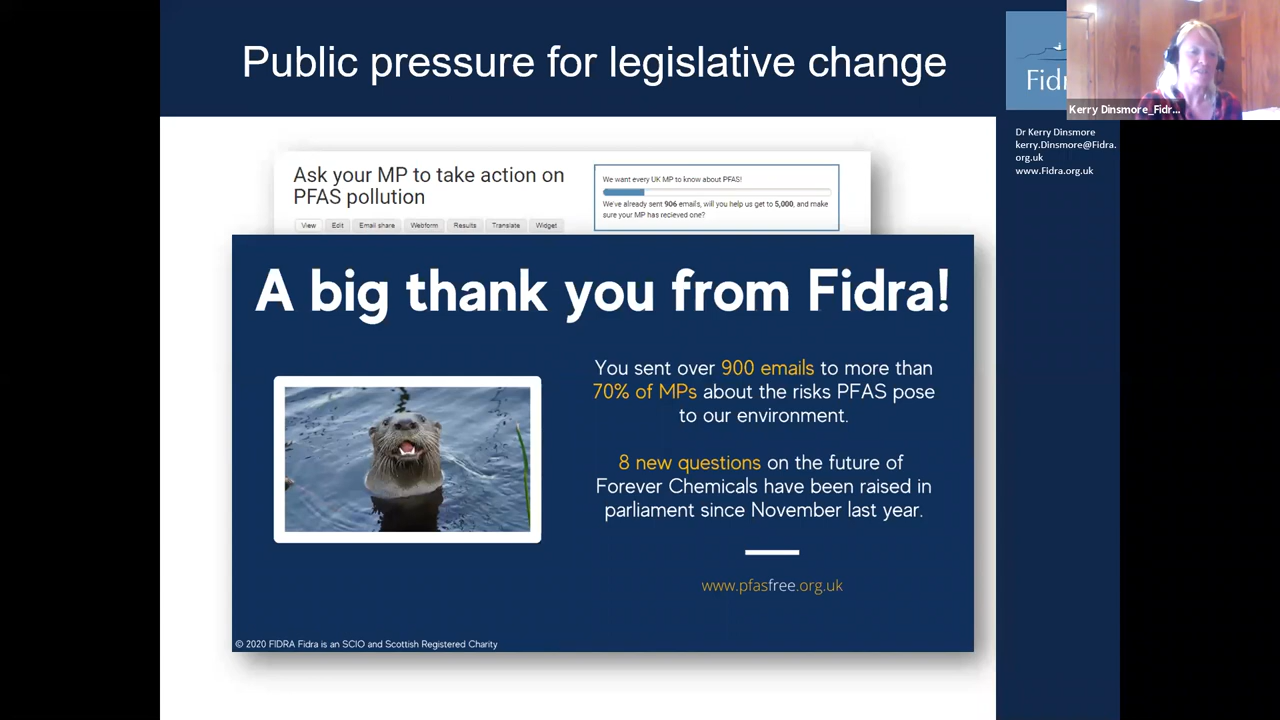 Public pressure for legislative change
Kerry Dinsmore_Fidr...
Dr Kerry Dinsmore
kerry.Dinsmore@Fidra.
org.uk
www.Fidra.org.uk
Ask your MP to take action on
PFAS pollution
View Edit Email share Webform Results Translate Widget
We want every UK MP to know about PFAS!
We've already sent 906 emails, will you help us get to 5,000, and make
sure your MP has recieved one?
A big thank you from Fidra!
You sent over 900 emails to more than
70% of MPs about the risks PFAS pose
to our environment.
8 new questions on the future of
Forever Chemicals have been raised in
parliament since November last year.
www.pfasfree.org.uk
© 2020 FIDRA Fidra is an SCIO and Scottish Registered Charity